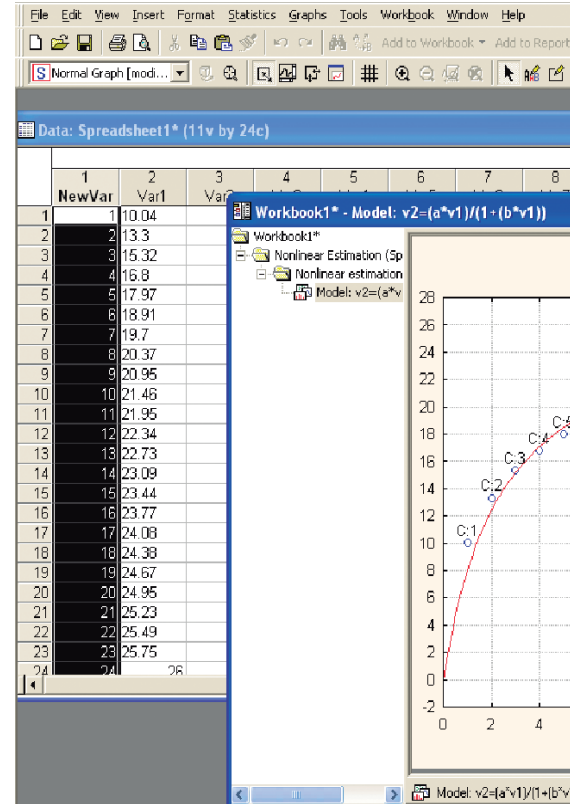 File Edit View Insert Format Statistics Graphs Tools Workbook Window Help
Add to Workbook Add to Report
S Normal Graph [modi...
Data: Spreadsheet1* (11v by 24c)
1 2 3 4 5 6 7 8
NewVar Var1
1 1 10.04
2 2 13.3
3 3 15.32
4 4 16.8
5 5 17.97
6 6 18.91
7 7 19.7
8 8 20.37
9 9 20.95
10 10 21.46
11 11 21.95
12 12 22.34
13 13 22.73
14 14 23.09
15 15 23.44
16 16 23.77
17 17 24.08
18 18 24.38
19 19 24.67
20 20 24.95
21 21 25.23
22 22 25.49
23 23 25.75
24 24 26
Workbook1* - Model: v2=(a*v1)/(1+(b*v1))
Workbook1*
Nonlinear Estimation (Sp
Nonlinear estimation
Model: v2=(a*v
28
26
24
22
20
18
16
14
12
10
8
6
4
2
0
-2
C:1
C:2
C:3
C:4
0 2 4
Model: v2=(a*v1)/(1+(b*v